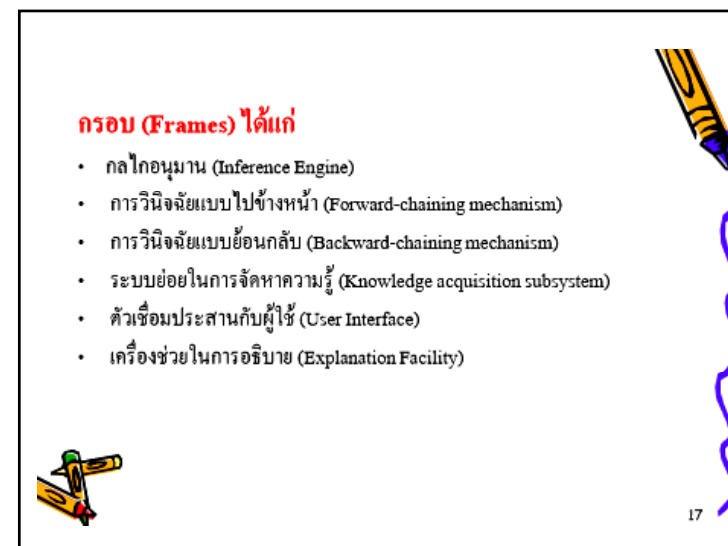 กรอบ (Frames) ได้แก่
• กลไกอนุมาน (Inference Engine)
• การวินิจฉัยแบบไปข้างหน้า (Forward-chaining mechanism)
• การวินิจฉัยแบบย้อนกลับ (Backward-chaining mechanism)
• ระบบย่อยในการจัดหาความรู้ (Knowledge acquisition subsystem)
• ตัวเชื่อมประสานกับผู้ใช้ (User Interface)
• เครื่องช่วยในการอธิบาย (Explanation Facility)
17